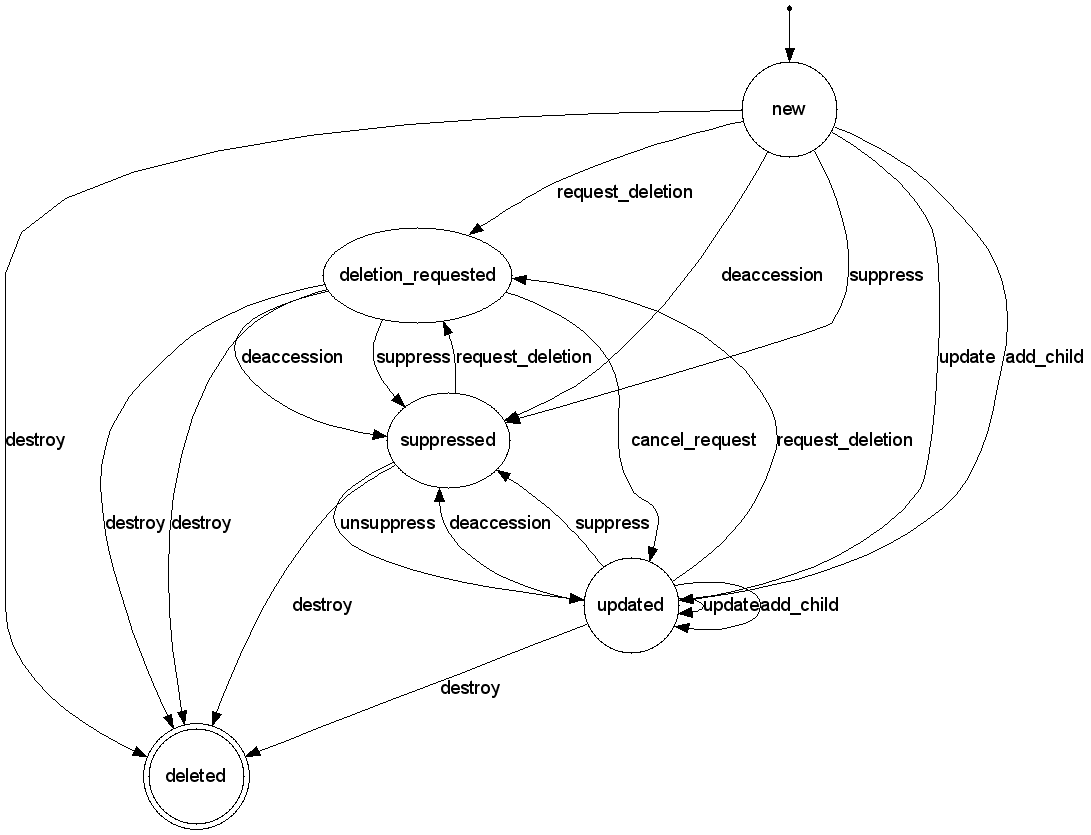 new
request_deletion
deletion_requested
deaccession
suppress
deaccession
suppress
request_deletion
update
add_child
destroy
suppressed
cancel_request
request_deletion
destroy
destroy
unsuppress
deaccession
suppress
destroy
updated
update
add_child
destroy
deleted